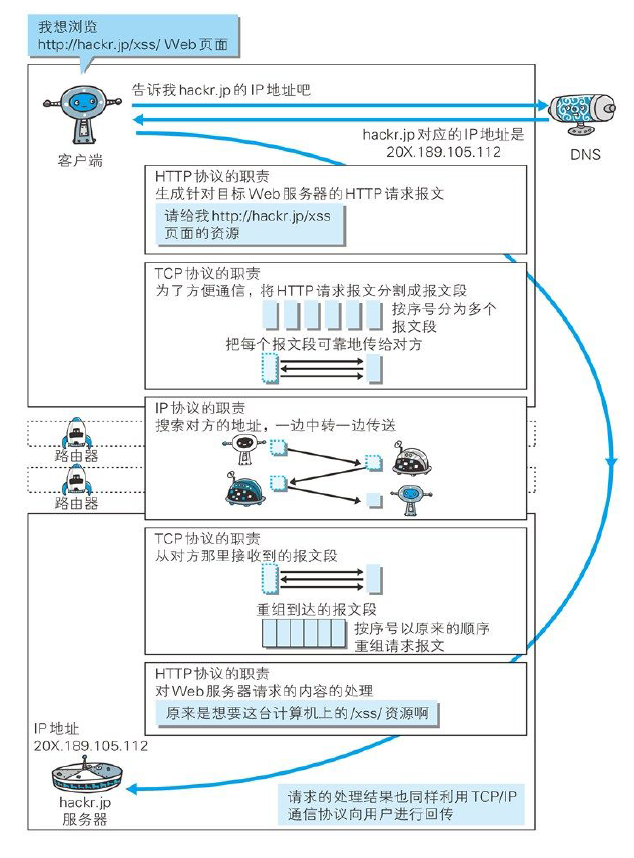 我想浏览
http://hackr.jp/xss/ Web页面
告诉我hackr.jp的IP地址吧
hackr.jp对应的IP地址是
20X.189.105.112
客户端
DNS
HTTP协议的职责
生成针对目标Web服务器的HTTP请求报文
请给我http://hackr.jp/xss
页面的资源
TCP协议的职责
为了方便通信，将HTTP请求报文分割成报文段
按序号分为多个
报文段
把每个报文段可靠地传给对方
IP协议的职责
搜索对方的地址，一边中转一边传送
路由器
路由器
TCP协议的职责
从对方那里接收到的报文段
重组到达的报文段
按序号以原来的顺序
重组请求报文
HTTP协议的职责
对Web服务器请求的内容的处理
原来是想要这台计算机上的/xss/资源啊
IP地址
20X.189.105.112
hackr.jp
服务器
请求的处理结果也同样利用TCP/IP
通信协议向用户进行回传